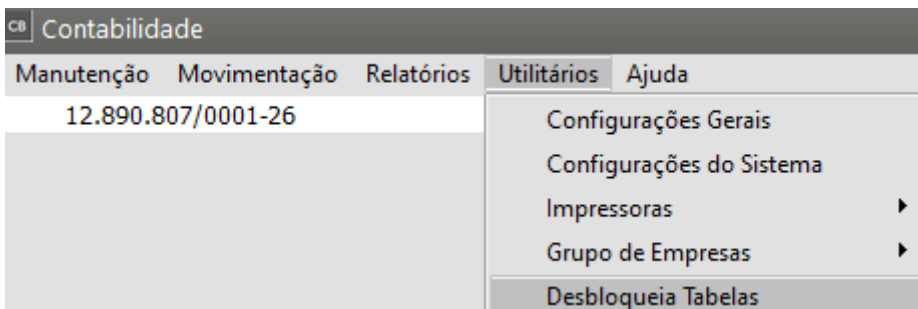 CB Contabilidade
Manutenção Movimentação Relatórios Utilitários Ajuda
12.890.807/0001-26
Configurações Gerais
Configurações do Sistema
Impressoras
Grupo de Empresas
Desbloqueia Tabelas